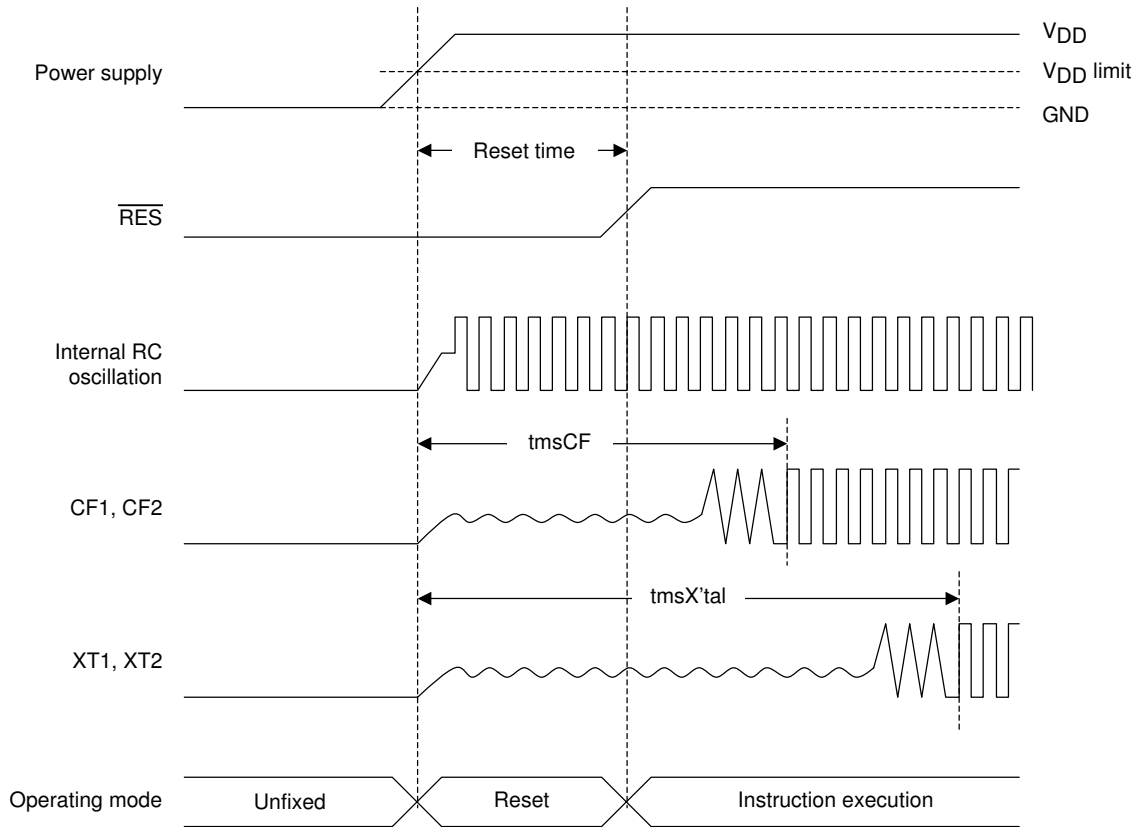 VDD
VDD limit
GND
Power supply
Reset time
RES
Internal RC
oscillation
tmsCF
CF1, CF2
tmsX'tal
XT1, XT2
Operating mode
Unfixed
Reset
Instruction execution